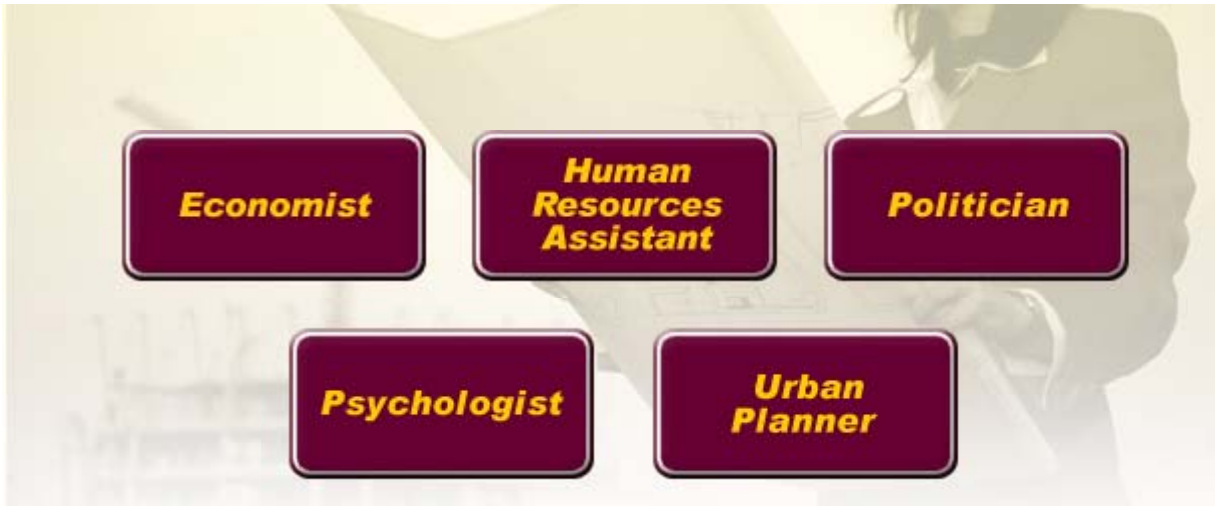 Economist
Human
Resources
Assistant
Politician
Psychologist
Urban
Planner